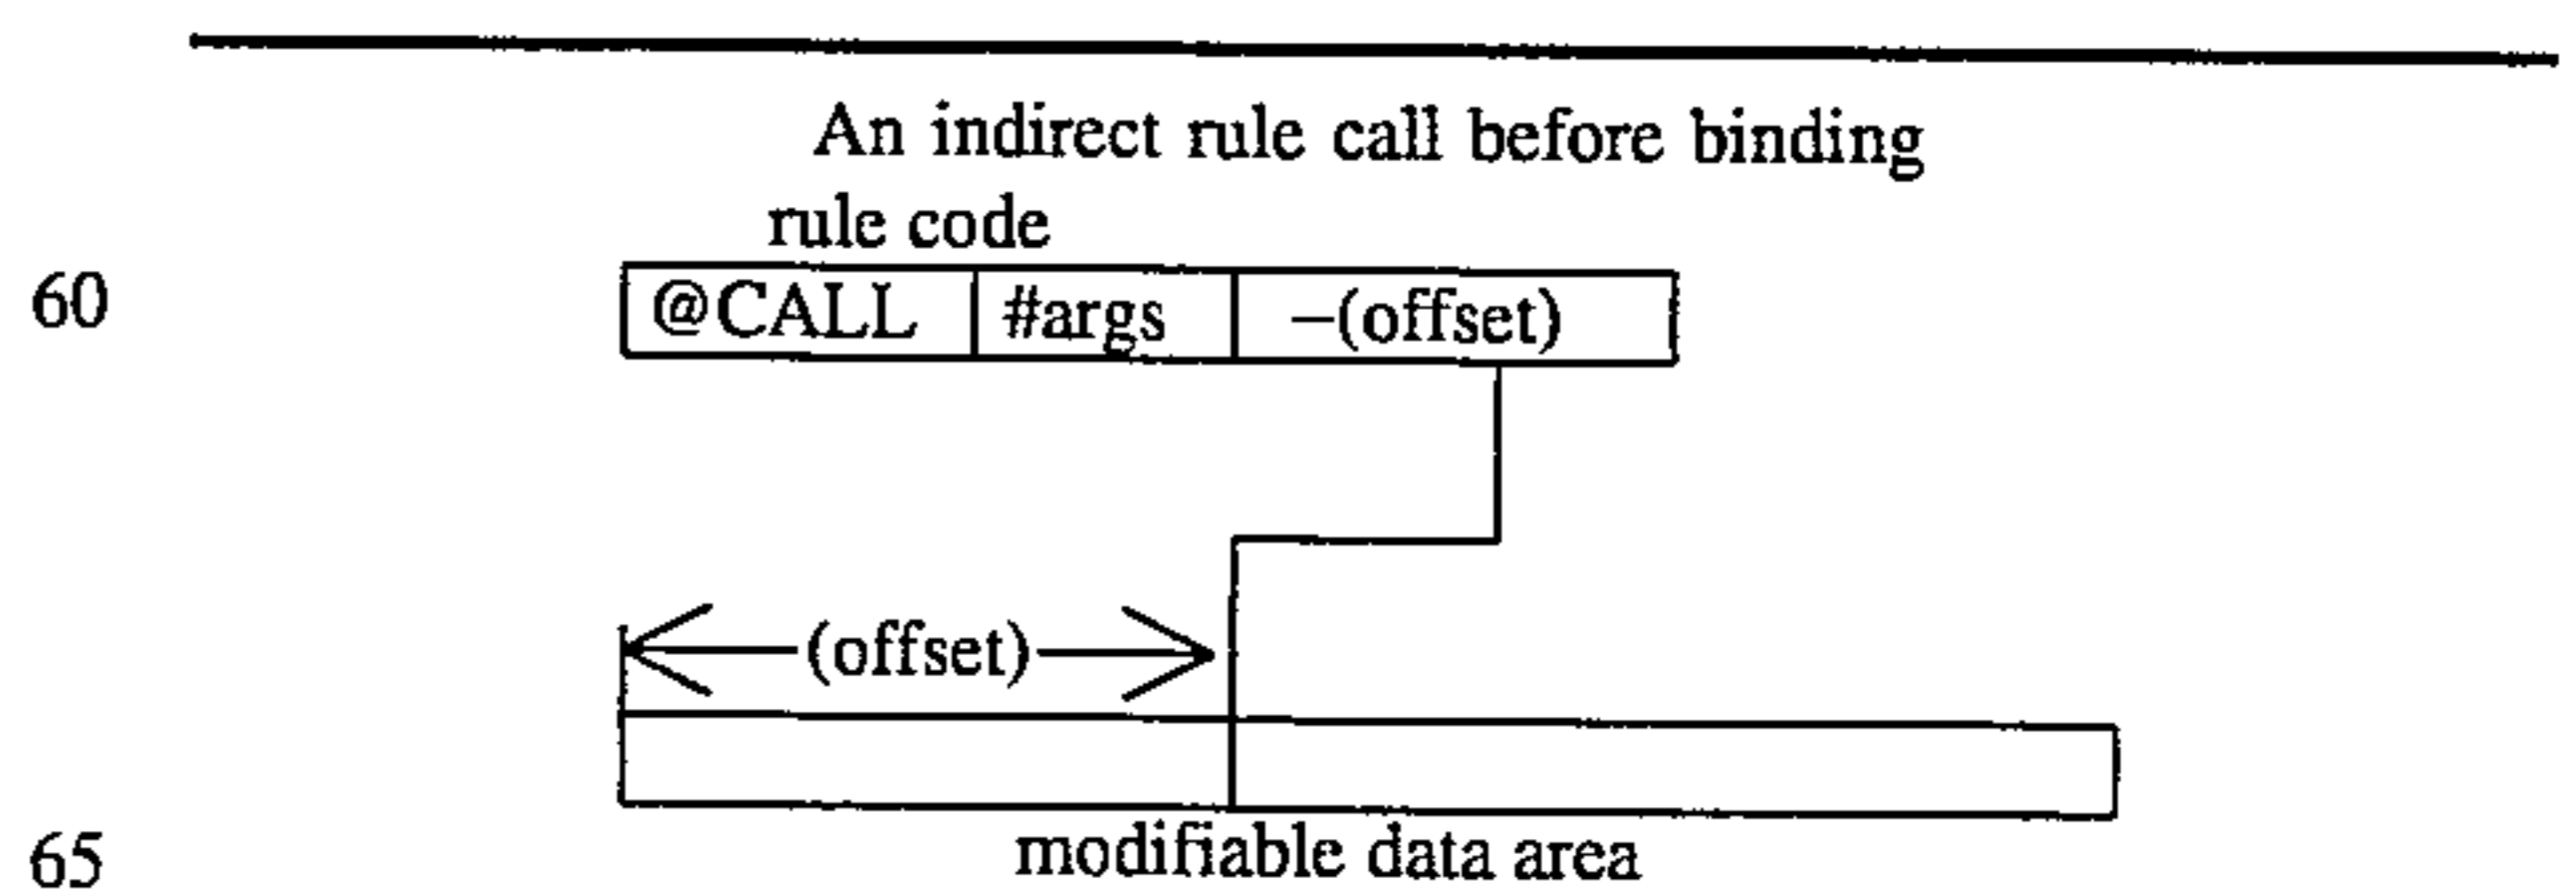 An indirect rule call before binding
rule code
60 @CALL #args –(offset)
(offset)
modifiable data area
65